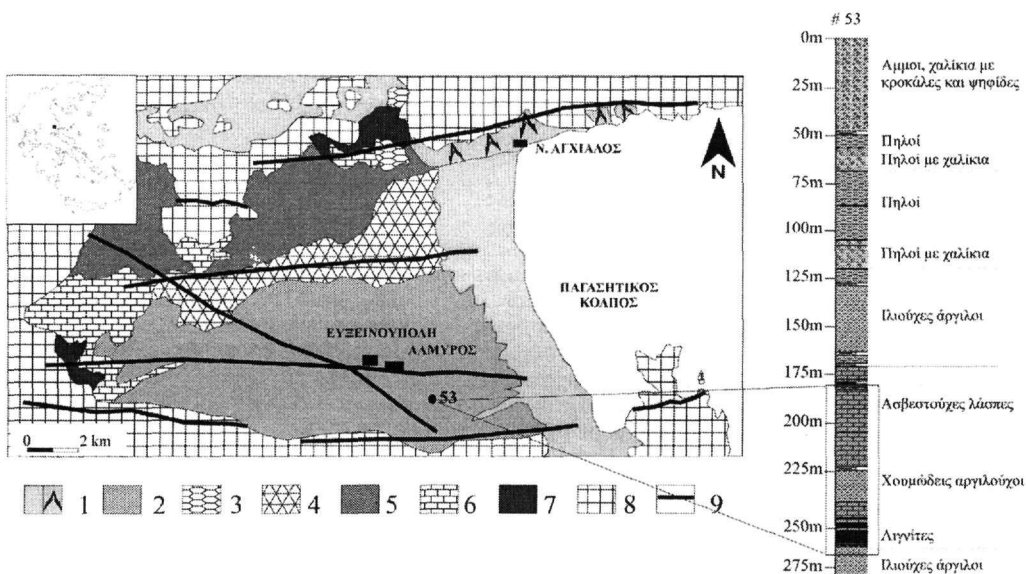 # 53
0m
Αμμοι, χαλίκια με
κροκάλες και ψηφίδες
25m
50m
Πηλοί
Πηλοί με χαλίκια
75m
Πηλοί
100m
Πηλοί με χαλίκια
125m
Ιλιούχες άργιλοι
150m
175m
Ασβεστούχες λάσπες
200m
225m
Χουμώδεις αργιλούχοι
250m
Λιγνίτες
275m
Ιλιούχες άργιλοι
N
Ν. ΑΓΧΙΑΛΟΣ
ΠΑΓΑΣΗΤΙΚΟΣ
ΚΟΛΠΟΣ
ΕΥΞΕΙΝΟΥΠΟΛΗ
ΑΛΜΥΡΟΣ
53
0 2 km
1 2 3 4 5 6 7 8 9